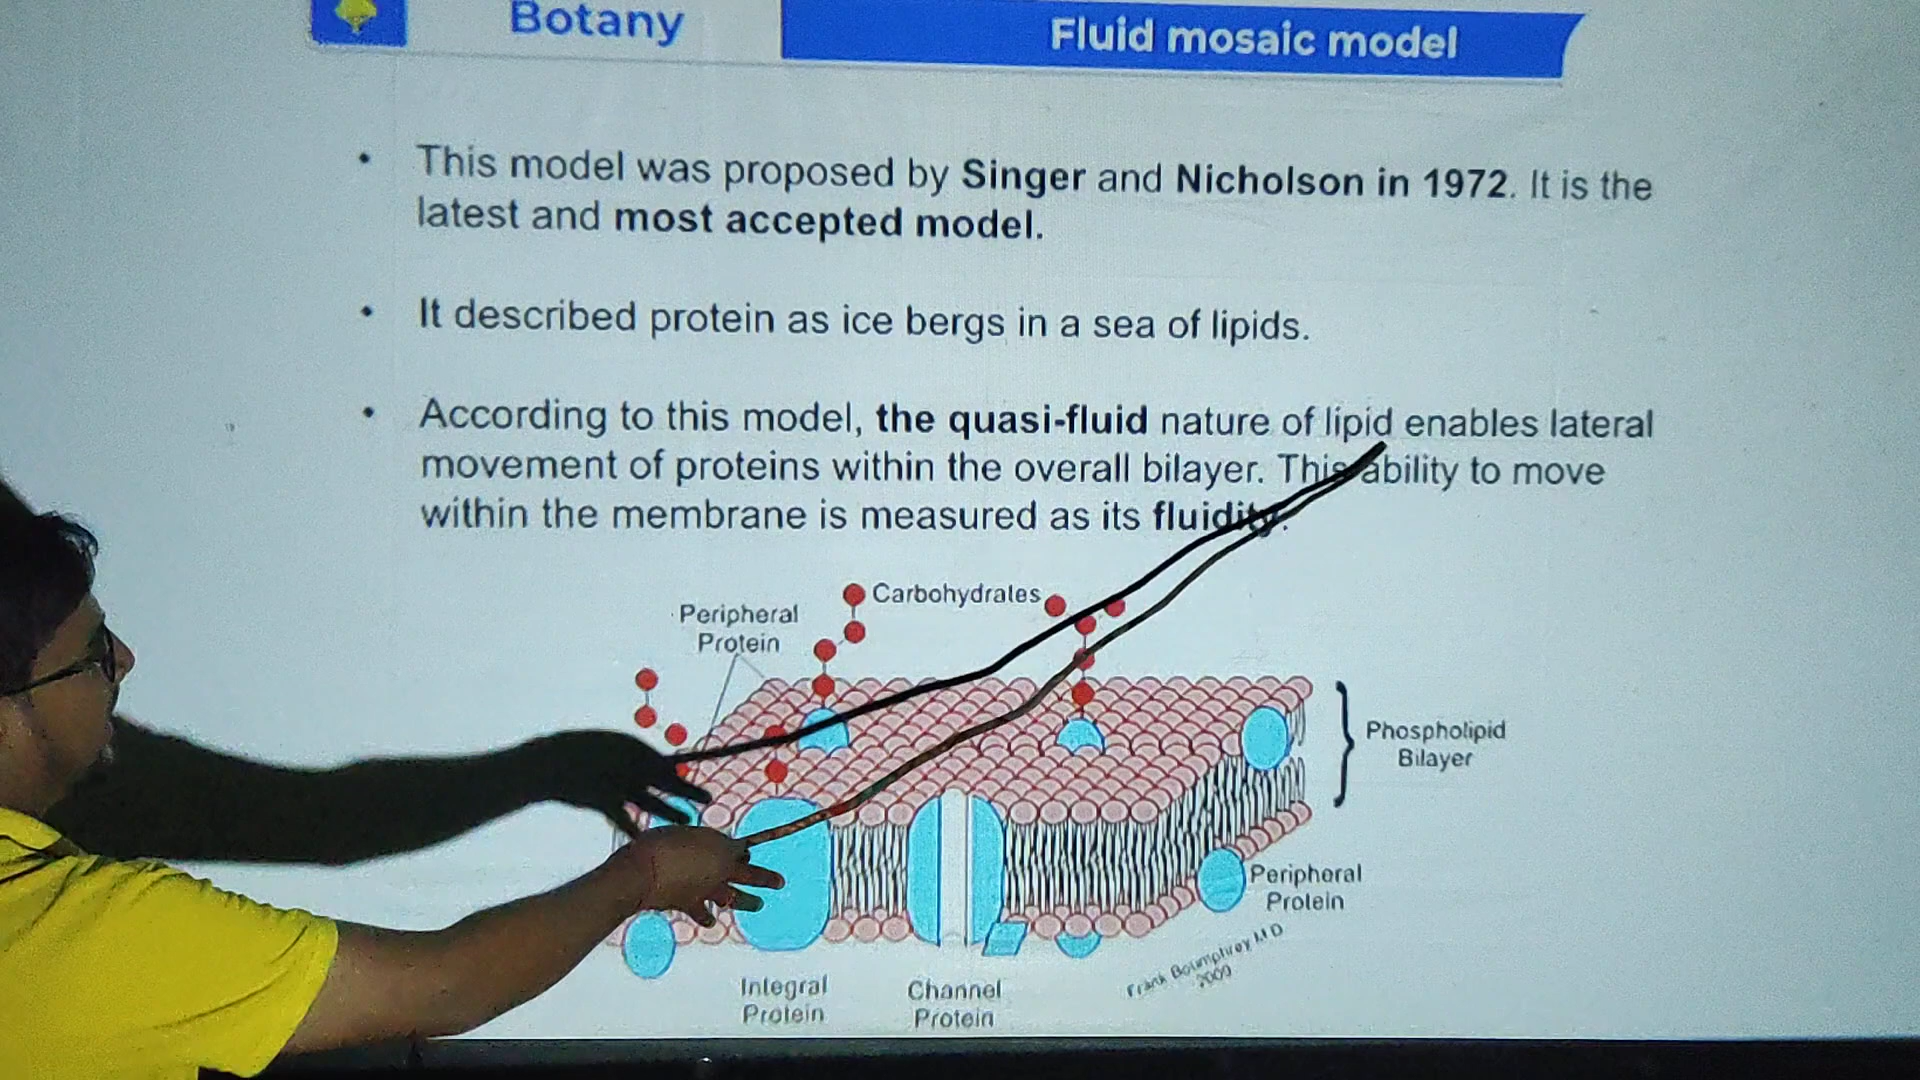 Botany
Fluid mosaic model
• This model was proposed by Singer and Nicholson in 1972. It is the
latest and most accepted model.
• It described protein as ice bergs in a sea of lipids.
• According to this model, the quasi-fluid nature of lipid enables lateral
movement of proteins within the overall bilayer. This ability to move
within the membrane is measured as its fluidity.
Carbohydrates
Peripheral
Protein
Phospholipid
Bilayer
Peripheral
Protein
Frank Boumphrey M D
2009
Integral
Protein
Channel
Protein